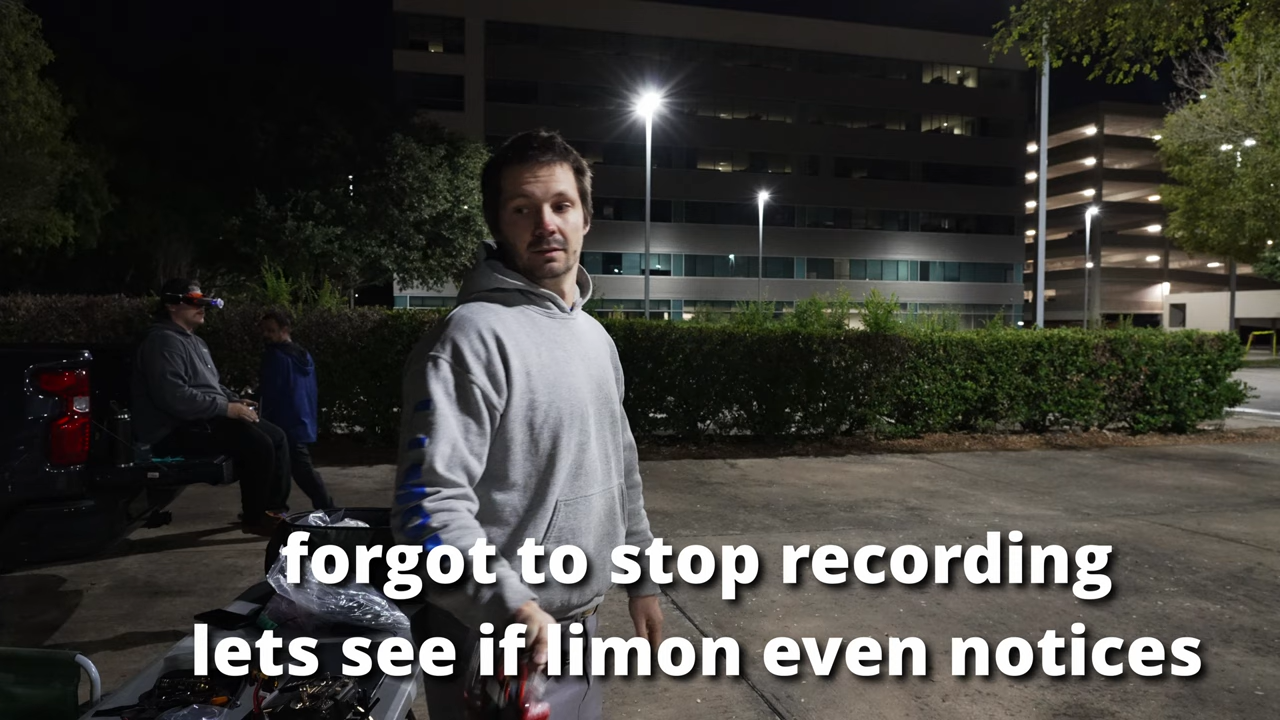 forgot to stop recording
lets see if limon even notices